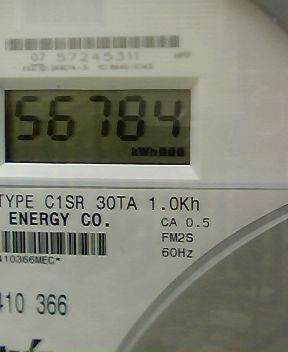 07 57245311
56784
kWh
TYPE C1SR 30TA 1.0Kh
ENERGY CO. CA 0.5
FM2S
60Hz
410366MEC*
410 366